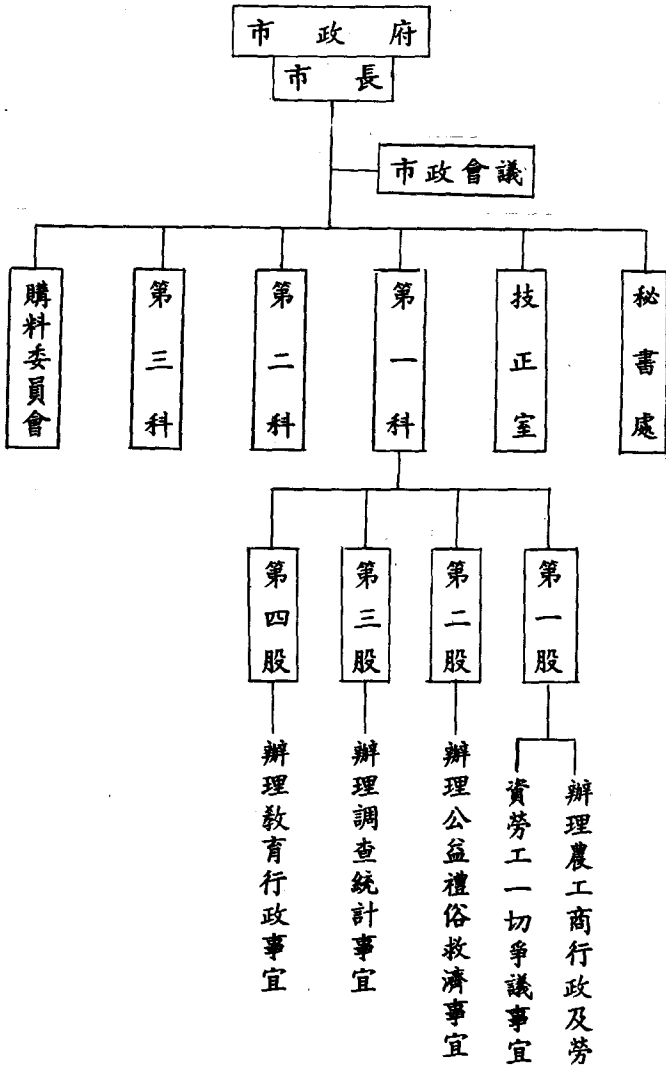 市政府
市長
市政會議
秘書處
技正室
第一科
第二科
第三科
購料委員會
第一股
第二股
第三股
第四股
辦理農工商行政及勞
資勞工一切爭議事宜
辦理公益禮俗救濟事宜
辦理調查統計事宜
辦理教育行政事宜